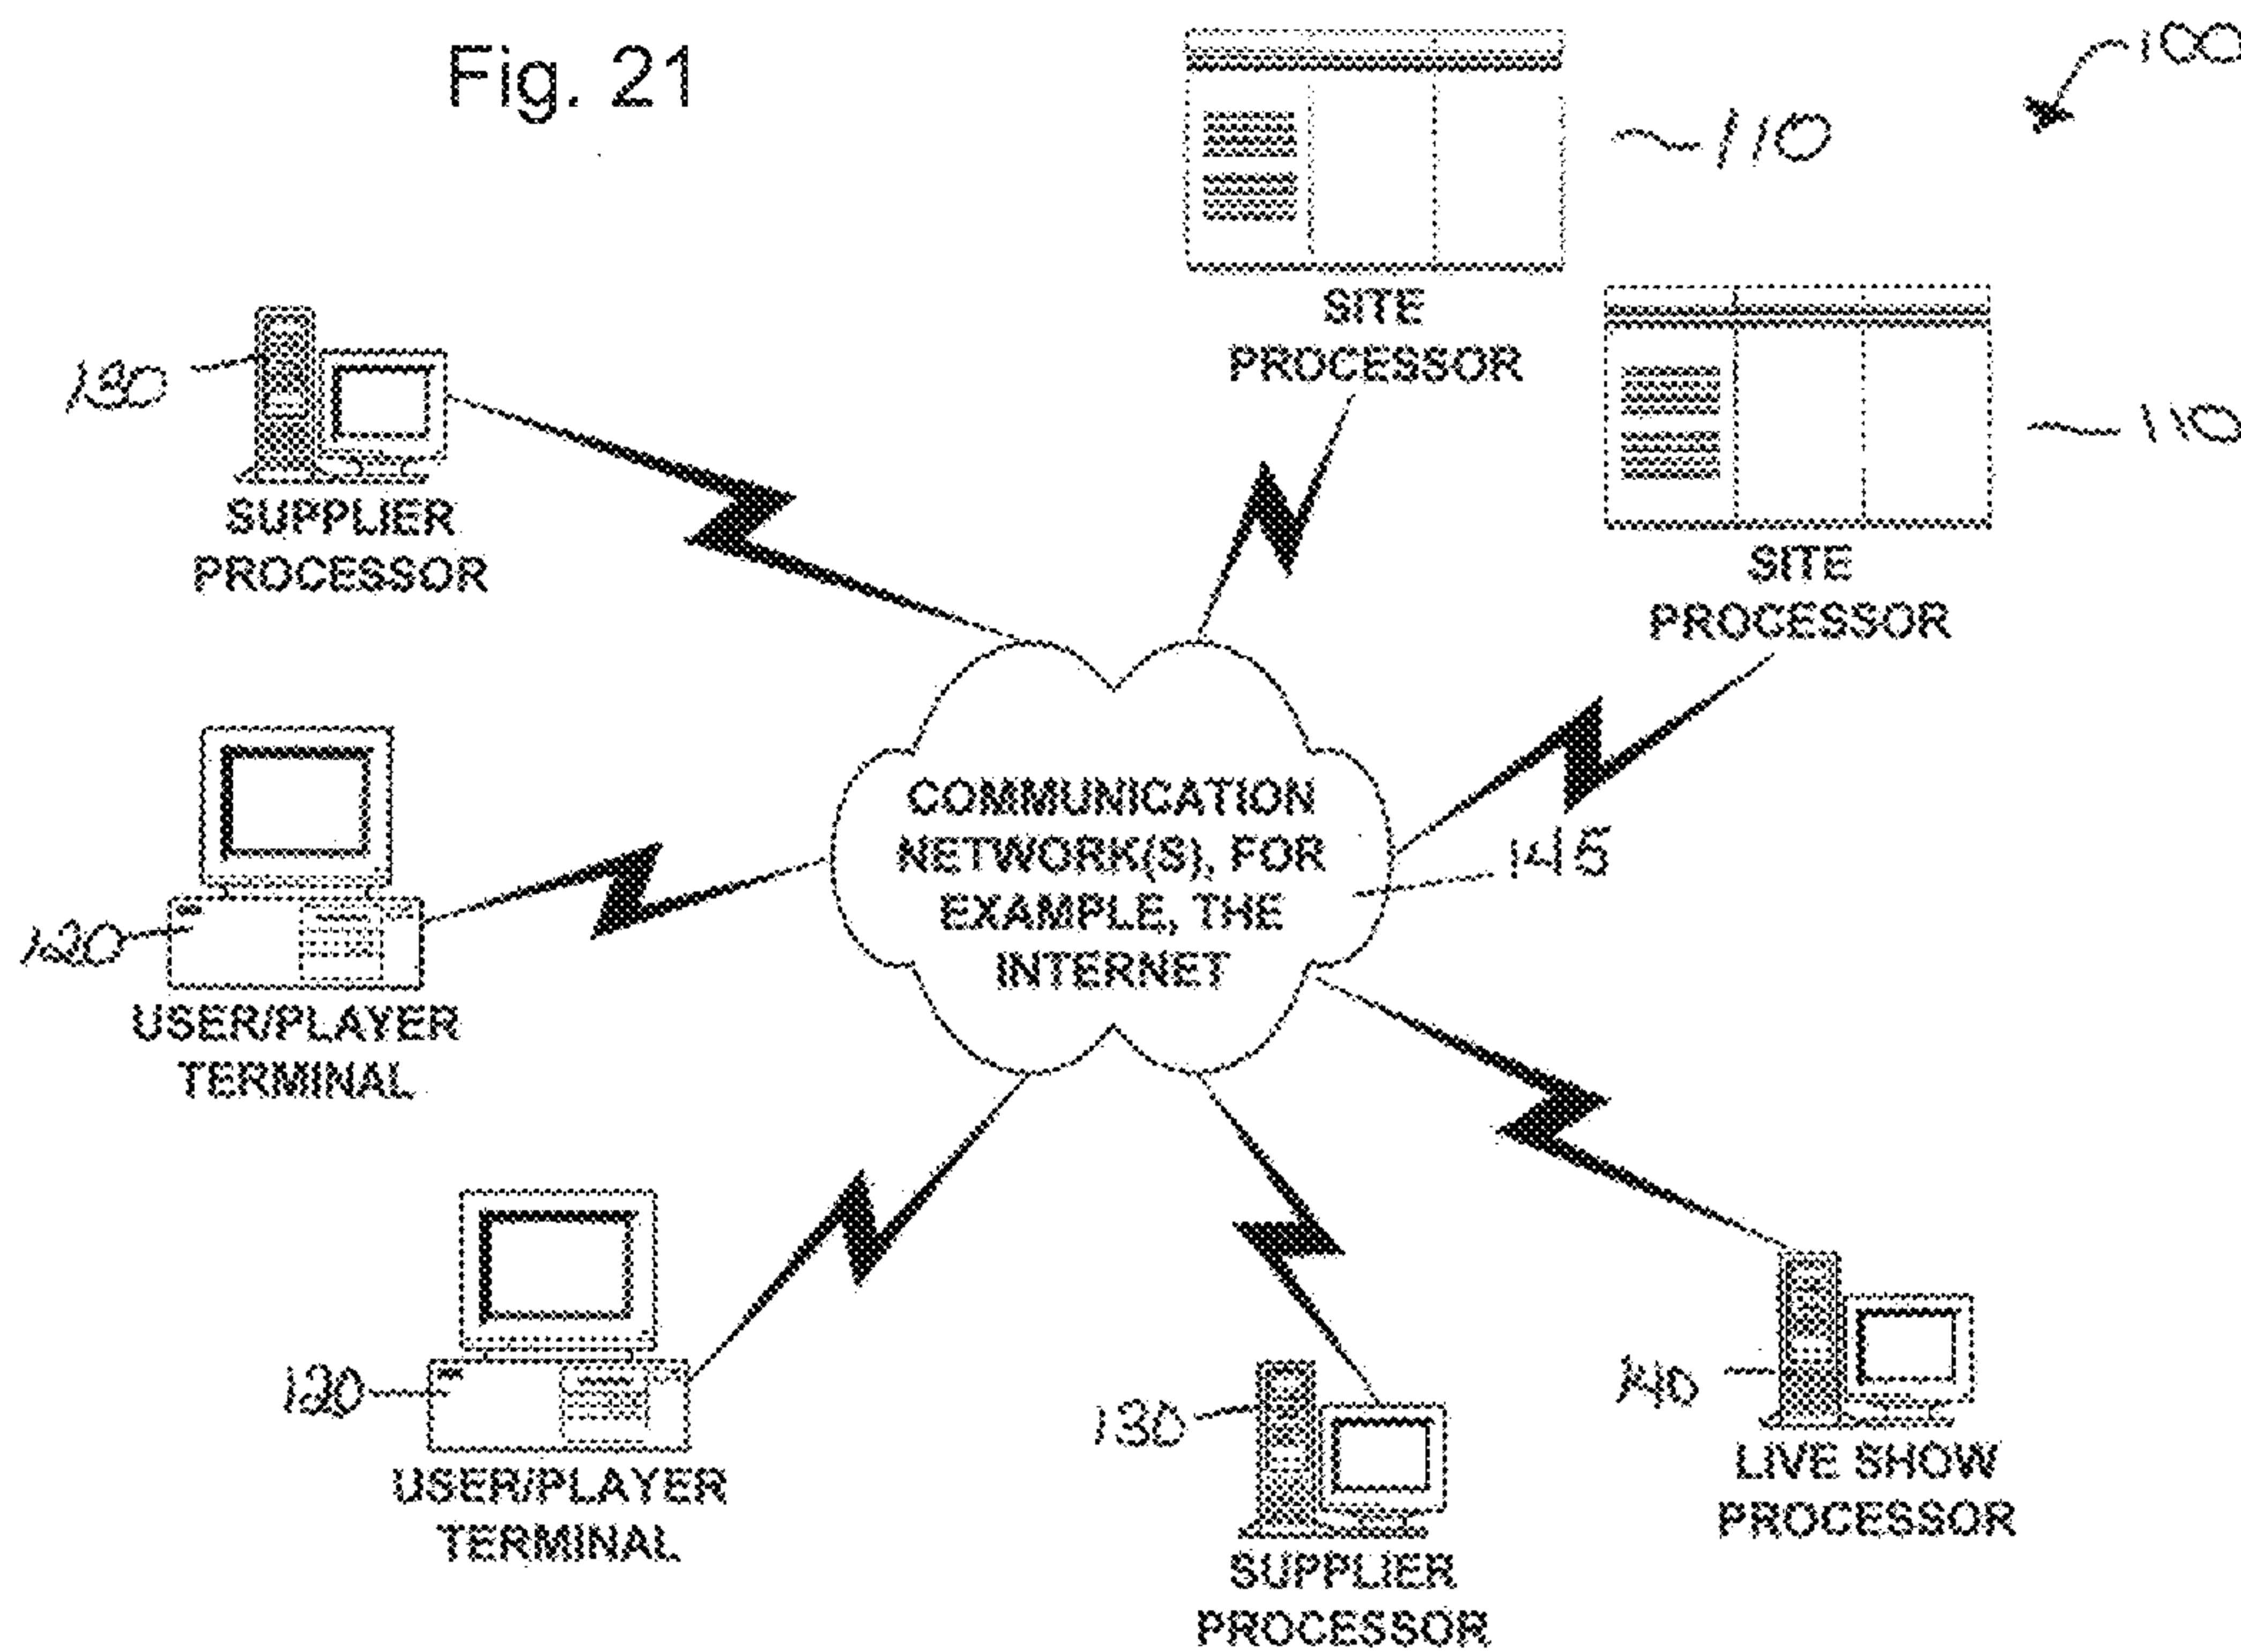 Fig. 21
100
110
SITE
PROCESSOR
110
SITE
PROCESSOR
130
SUPPLIER
PROCESSOR
COMMUNICATION
NETWORK(S), FOR
EXAMPLE, THE
INTERNET
145
120
USER/PLAYER
TERMINAL
120
USER/PLAYER
TERMINAL
130
SUPPLIER
PROCESSOR
140
LIVE SHOW
PROCESSOR